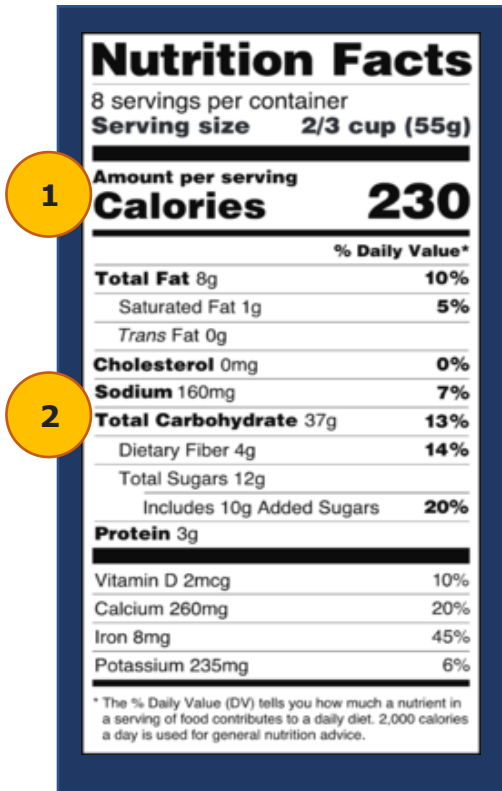 Nutrition Facts
8 servings per container
Serving size 2/3 cup (55g)
1
Amount per serving
Calories 230
% Daily Value*
Total Fat 8g 10%
Saturated Fat 1g 5%
Trans Fat 0g
Cholesterol 0mg 0%
Sodium 160mg 7%
2
Total Carbohydrate 37g 13%
Dietary Fiber 4g 14%
Total Sugars 12g
Includes 10g Added Sugars 20%
Protein 3g
Vitamin D 2mcg 10%
Calcium 260mg 20%
Iron 8mg 45%
Potassium 235mg 6%
* The % Daily Value (DV) tells you how much a nutrient in
a serving of food contributes to a daily diet. 2,000 calories
a day is used for general nutrition advice.